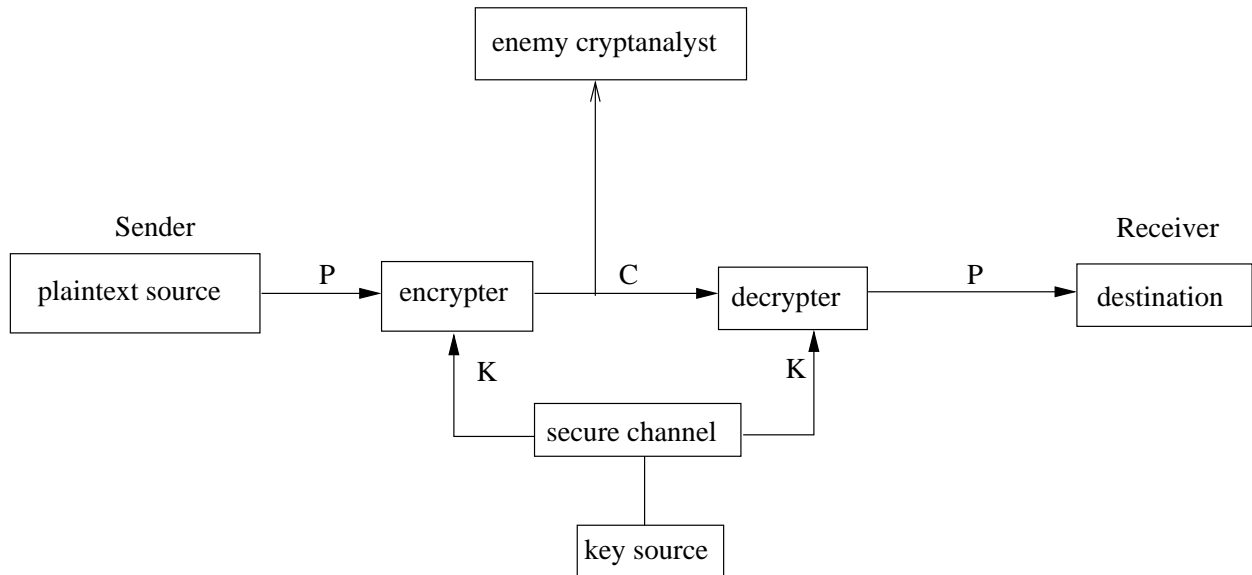 enemy cryptanalyst
Sender
Receiver
plaintext source
P
encrypter
C
decrypter
P
destination
K
K
secure channel
key source